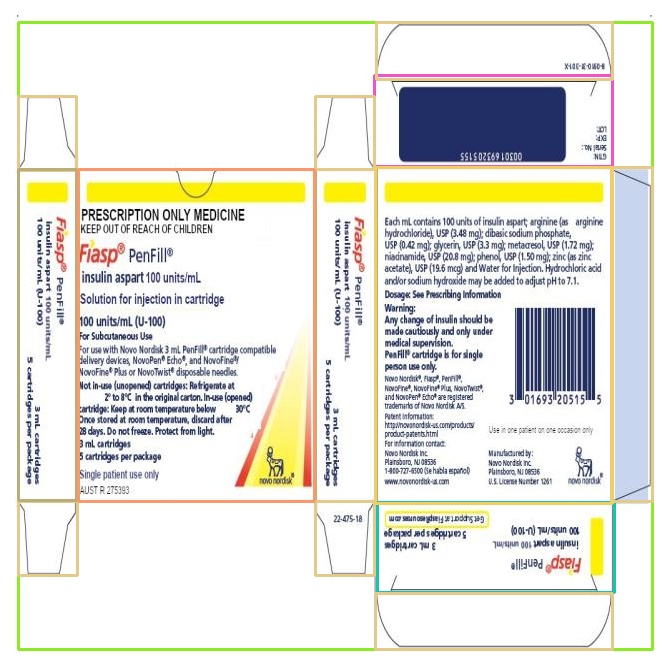 B-0910-31-301-X
GTIN:
Serial No.:
EXP:
LOT:
00301693205155
Fiasp® PenFill®
insulin aspart 100 units/mL
100 units/mL (U-100)
3 mL cartridges
5 cartridges per package
PRESCRIPTION ONLY MEDICINE
KEEP OUT OF REACH OF CHILDREN
Fiasp® PenFill®
insulin aspart 100 units/mL
Solution for injection in cartridge
100 units/mL (U-100)
For Subcutaneous Use
For use with Novo Nordisk 3 mL PenFill® cartridge compatible
delivery devices, NovoPen® Echo®, and NovoFine®/
NovoFine® Plus or NovoTwist® disposable needles.
Not in-use (unopened) cartridges: Refrigerate at
2° to 8°C in the original carton. In-use (opened)
cartridge: Keep at room temperature below 30°C
Once stored at room temperature, discard after
28 days. Do not freeze. Protect from light.
3 mL cartridges
5 cartridges per package
Single patient use only
AUST R 275393
novo nordisk®
Fiasp® PenFill®
insulin aspart 100 units/mL
100 units/mL (U-100)
3 mL cartridges
5 cartridges per package
Each mL contains 100 units of insulin aspart; arginine (as arginine
hydrochloride), USP (3.48 mg); dibasic sodium phosphate,
USP (0.42 mg); glycerin, USP (3.3 mg); metacresol, USP (1.72 mg);
niacinamide, USP (20.8 mg); phenol, USP (1.50 mg); zinc (as zinc
acetate), USP (19.6 mcg) and Water for Injection. Hydrochloric acid
and/or sodium hydroxide may be added to adjust pH to 7.1.
Dosage: See Prescribing Information
Warning:
Any change of insulin should be
made cautiously and only under
medical supervision.
PenFill® cartridge is for single
person use only.
Novo Nordisk®, Fiasp®, PenFill®,
NovoFine®, NovoFine® Plus, NovoTwist®,
and NovoPen® Echo® are registered
trademarks of Novo Nordisk A/S.
Patent Information:
http://novonordisk-us.com/products/
product-patents.html
For information contact:
Novo Nordisk Inc.
Plainsboro, NJ 08536
1-800-727-6500 (Se habla español)
www.novonordisk-us.com
3 01693 20515 5
Use in one patient on one occasion only
Manufactured by:
Novo Nordisk Inc.
Plainsboro, NJ 08536
U.S. License Number 1261
novo nordisk®
22-475-18
Fiasp® PenFill®
insulin aspart 100 units/mL
100 units/mL (U-100)
3 mL cartridges
5 cartridges per package
Get Support at FiaspResources.com
novo nordisk®